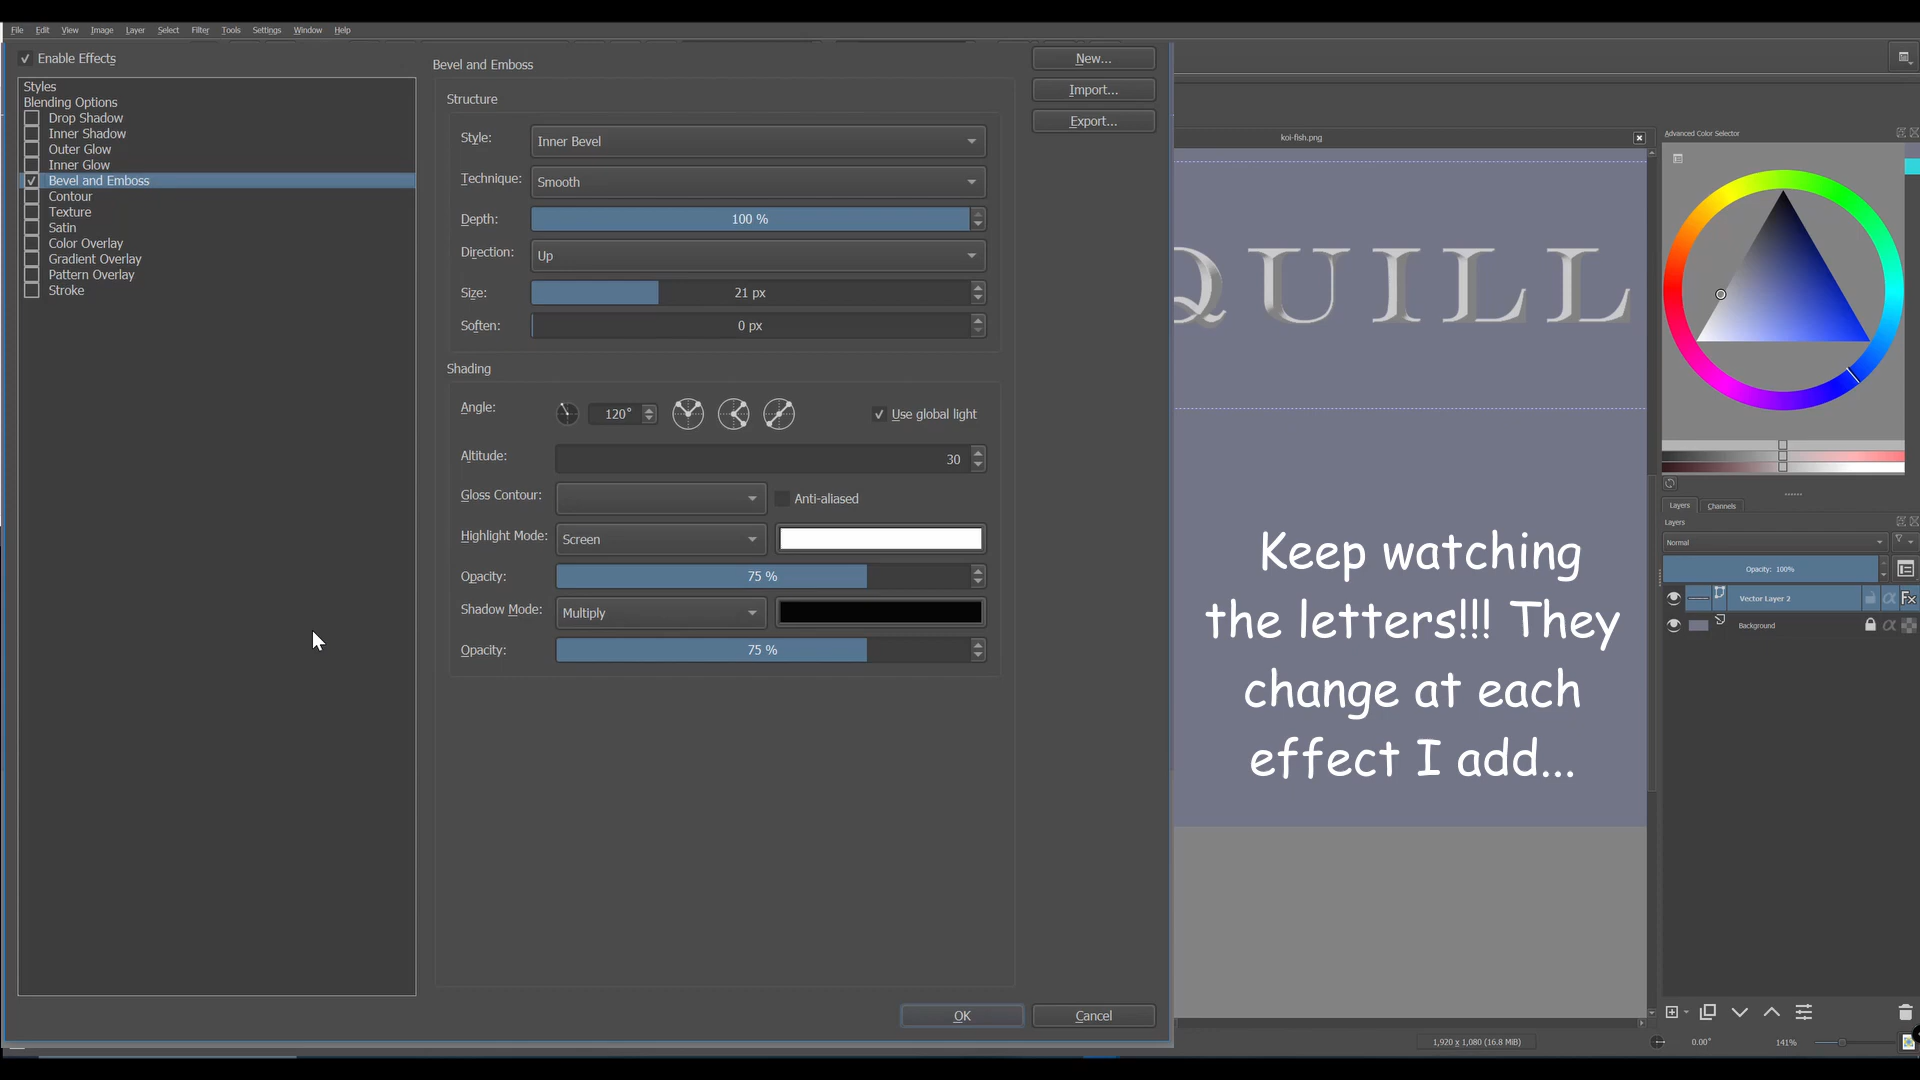 File Edit View Image Layer Select Filter Tools Settings Window Help
Enable Effects
Styles
Blending Options
Drop Shadow
Inner Shadow
Outer Glow
Inner Glow
Bevel and Emboss
Contour
Texture
Satin
Color Overlay
Gradient Overlay
Pattern Overlay
Stroke
Bevel and Emboss
Structure
Style: Inner Bevel
Technique: Smooth
Depth: 100 %
Direction: Up
Size: 21 px
Soften: 0 px
Shading
Angle: 120° Use global light
Altitude: 30
Gloss Contour: Anti-aliased
Highlight Mode: Screen
Opacity: 75 %
Shadow Mode: Multiply
Opacity: 75 %
OK Cancel
New...
Import...
Export...
koi-fish.png
QUILL
Keep watching
the letters!!! They
change at each
effect I add...
1,920 x 1,080 (16.8 MiB)
Advanced Color Selector
Layers Channels
Layers
Normal
Opacity: 100%
Vector Layer 2 Fx
Background
0.00° 141%